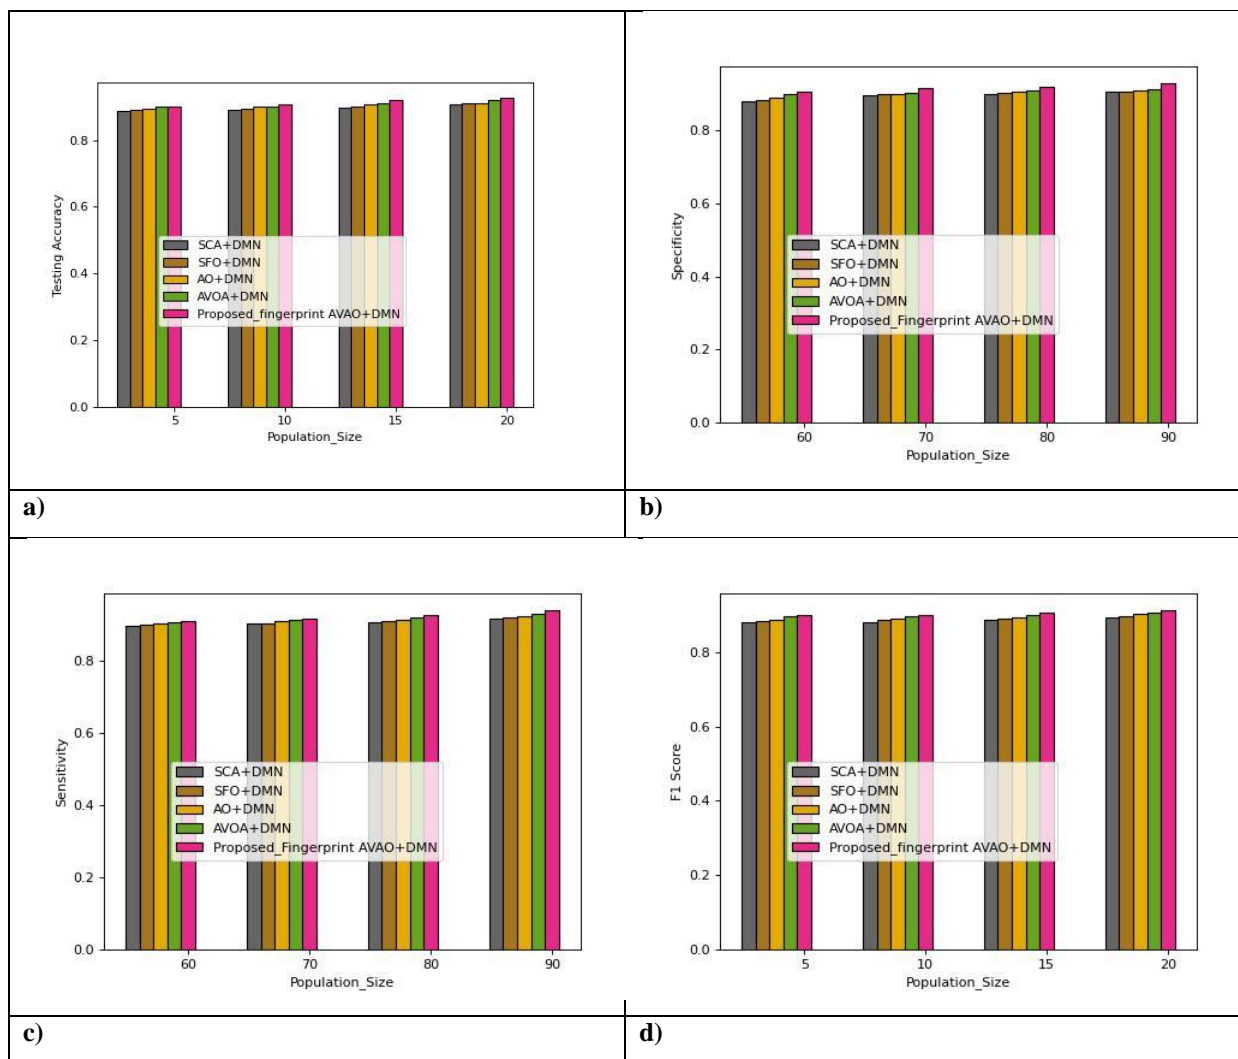 Testing Accuracy
0.8
0.6
0.4
0.2
0.0
SCA+DMN
SFO+DMN
AO+DMN
AVOA+DMN
Proposed_fingerprint AVAO+DMN
5 10 15 20
Population_Size
a)
Specificity
0.8
0.6
0.4
0.2
0.0
SCA+DMN
SFO+DMN
AO+DMN
AVOA+DMN
Proposed_Fingerprint AVAO+DMN
60 70 80 90
Population_Size
b)
Sensitivity
0.8
0.6
0.4
0.2
0.0
SCA+DMN
SFO+DMN
AO+DMN
AVOA+DMN
Proposed_Fingerprint AVAO+DMN
60 70 80 90
Population_Size
c)
F1 Score
0.8
0.6
0.4
0.2
0.0
SCA+DMN
SFO+DMN
AO+DMN
AVOA+DMN
Proposed_fingerprint AVAO+DMN
5 10 15 20
Population_Size
d)